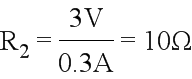 R₂ = 3V / 0.3A = 10Ω